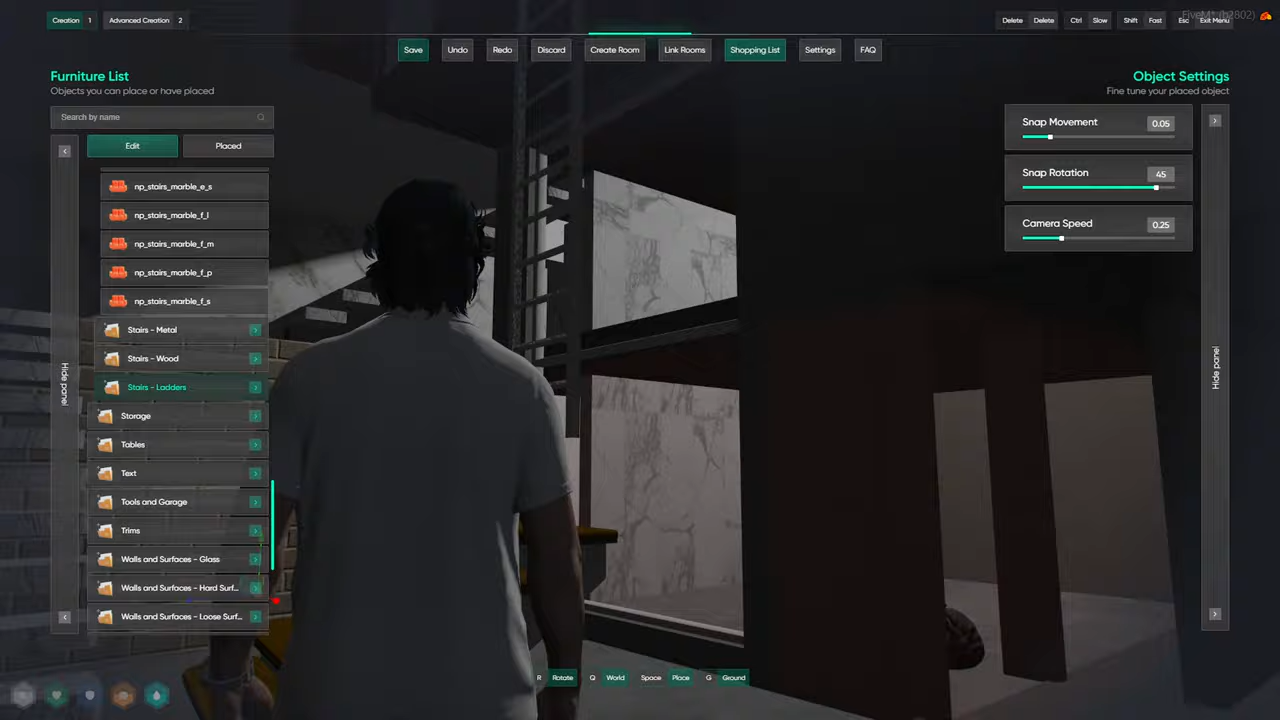 Creation 1 Advanced Creation 2
FiveM* (b2802)
Delete Delete Ctrl Slow Shift Fast Esc Exit Menu
Save Undo Redo Discard Create Room Link Rooms Shopping List Settings FAQ
Furniture List
Objects you can place or have placed
Search by name
Edit Placed
np_stairs_marble_e_s
np_stairs_marble_f_l
np_stairs_marble_f_m
np_stairs_marble_f_p
np_stairs_marble_f_s
Stairs - Metal
Stairs - Wood
Stairs - Ladders
Storage
Tables
Text
Tools and Garage
Trims
Walls and Surfaces - Glass
Walls and Surfaces - Hard Surf...
Walls and Surfaces - Loose Surf...
Hide panel
Object Settings
Fine tune your placed object
Snap Movement 0.05
Snap Rotation 45
Camera Speed 0.25
Hide panel
R Rotate Q World Space Place G Ground